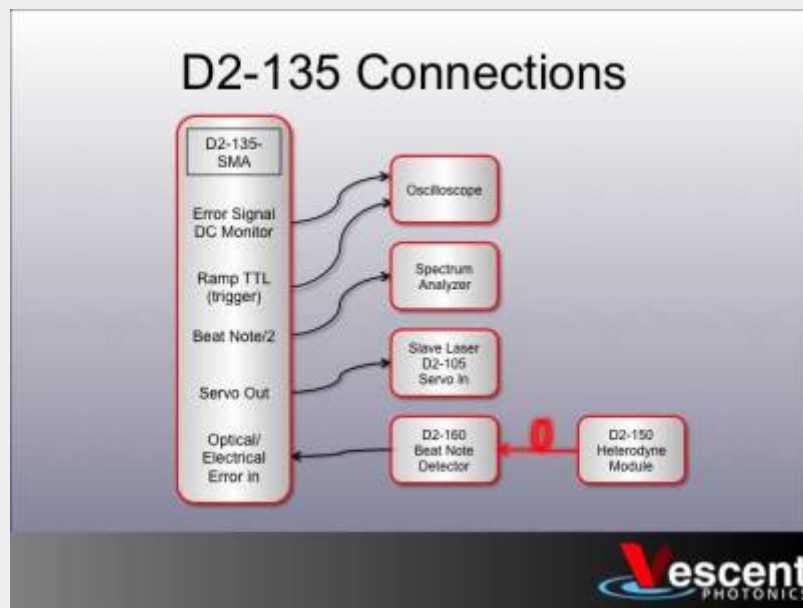 D2-135 Connections
D2-135-
SMA
Error Signal
DC Monitor
Ramp TTL
(trigger)
Beat Note/2
Servo Out
Optical/
Electrical
Error in
Oscilloscope
Spectrum
Analyzer
Slave Laser
D2-105
Servo In
D2-160
Beat Note
Detector
D2-150
Heterodyne
Module
Vescent
PHOTONICS